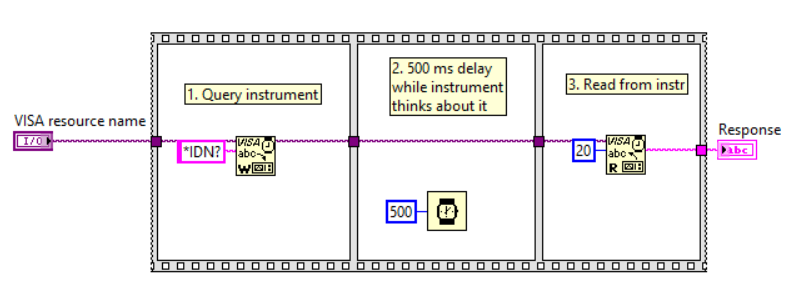 1. Query instrument
2. 500 ms delay
while instrument
thinks about it
3. Read from instr
VISA resource name
I/O
*IDN?
VISA
abc
W
500
20
VISA
abc
R
Response
abc